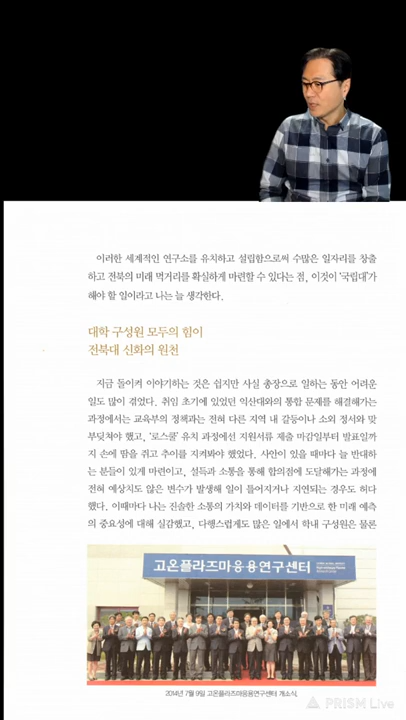 이러한 세계적인 연구소를 유치하고 설립함으로써 수많은 일자리를 창출
하고 전북의 미래 먹거리를 확실하게 마련할 수 있다는 점, 이것이 '국립대'가
해야 할 일이라고 나는 늘 생각한다.
대학 구성원 모두의 힘이
전북대 신화의 원천
지금 돌이켜 이야기하는 것은 쉽지만 사실 총장으로 일하는 동안 어려운
일도 많이 겪었다. 취임 초기에 있었던 익산대와의 통합 문제를 해결해가는
과정에서는 교육부의 정책과는 전혀 다른 지역 내 갈등이나 소외 정서와 맞
부딪쳐야 했고, '로스쿨' 유치 과정에선 지원서류 제출 마감일부터 발표일까
지 손에 땀을 쥐고 추이를 지켜봐야 했었다. 사안이 있을 때마다 늘 반대하
는 분들이 있게 마련이고, 설득과 소통을 통해 합의점에 도달해가는 과정에
전혀 예상치도 않은 변수가 발생해 일이 틀어지거나 지연되는 경우도 허다
했다. 이때마다 나는 진솔한 소통의 가치와 데이터를 기반으로 한 미래 예측
의 중요성에 대해 실감했고, 다행스럽게도 많은 일에서 학내 구성원은 물론
고온플라즈마응용연구센터
2014년 7월 9일 고온플라즈마응용연구센터 개소식.
PRISM Live